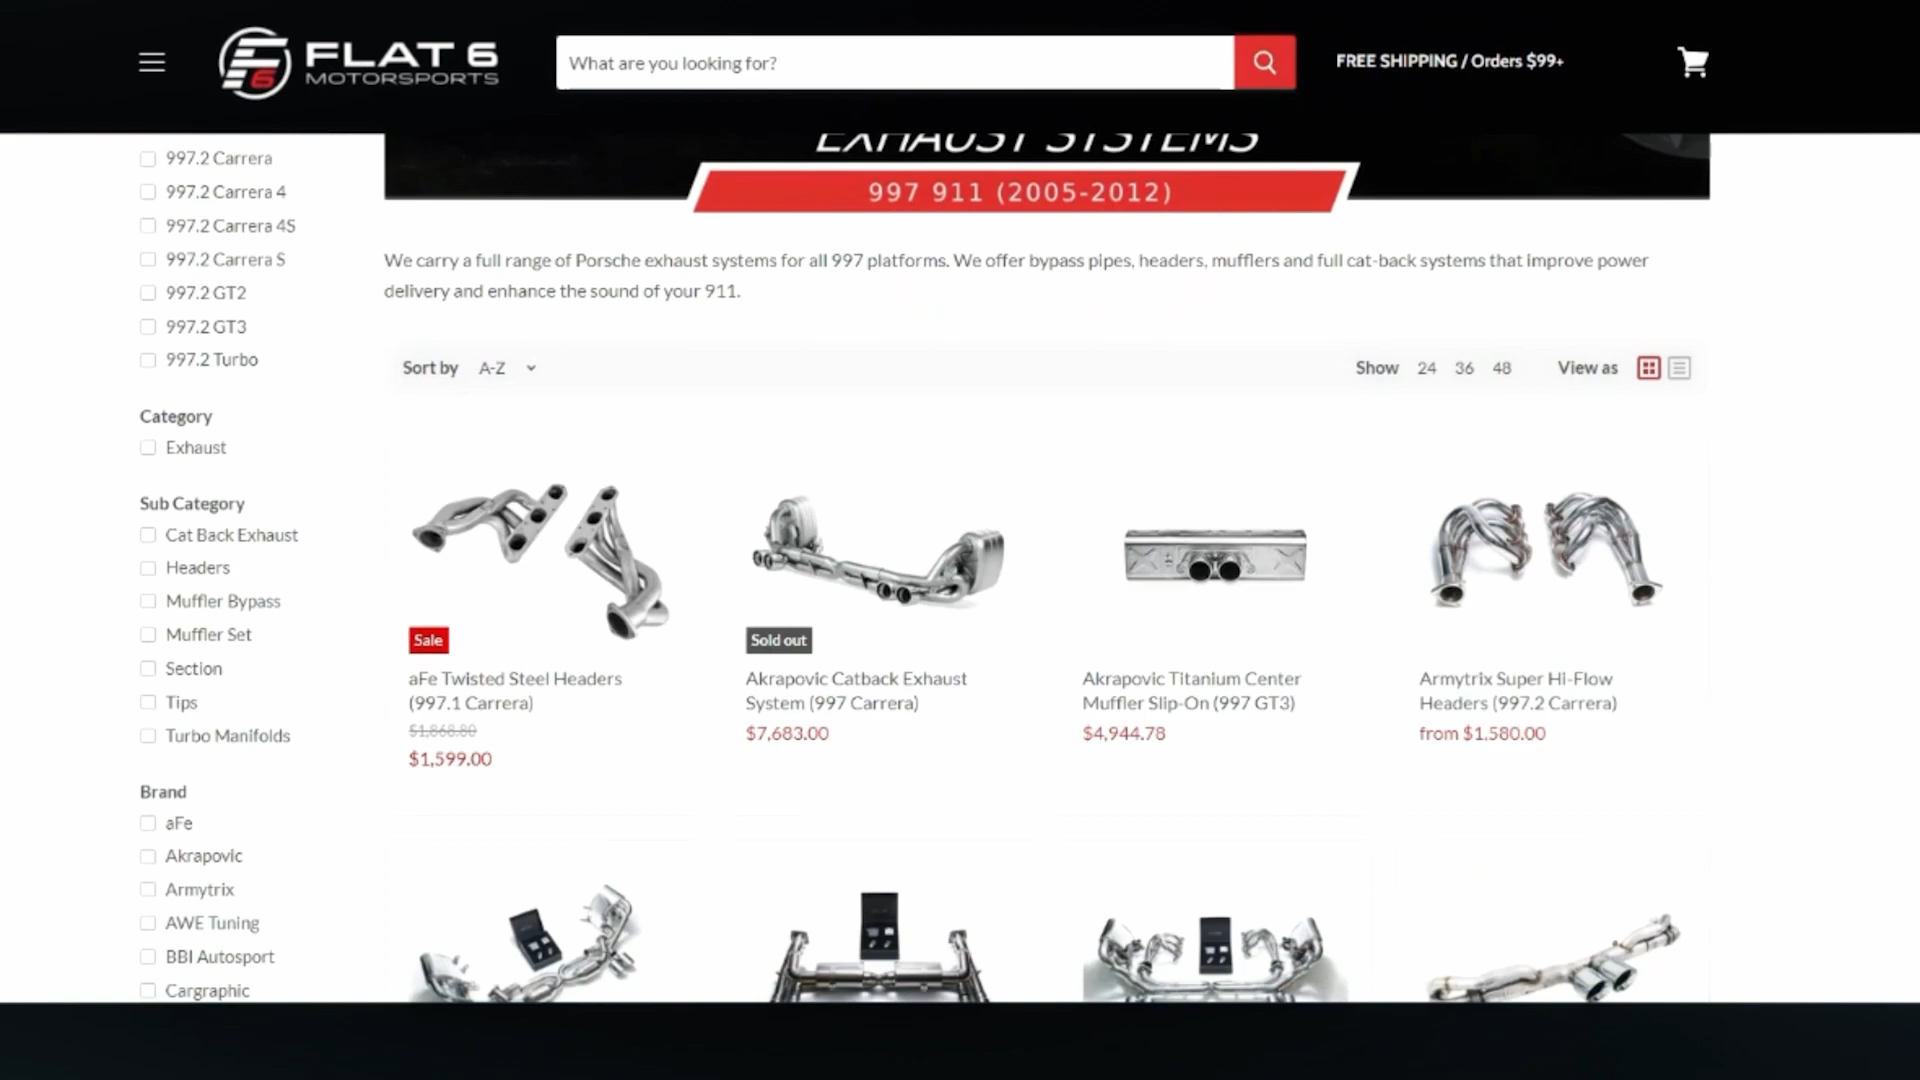 FLAT 6
MOTORSPORTS
What are you looking for?
FREE SHIPPING / Orders $99+
EXHAUST SYSTEMS
997 911 (2005-2012)
997.2 Carrera
997.2 Carrera 4
997.2 Carrera 4S
997.2 Carrera S
997.2 GT2
997.2 GT3
997.2 Turbo
Category
Exhaust
Sub Category
Cat Back Exhaust
Headers
Muffler Bypass
Muffler Set
Section
Tips
Turbo Manifolds
Brand
aFe
Akrapovic
Armytrix
AWE Tuning
BBI Autosport
Cargraphic
We carry a full range of Porsche exhaust systems for all 997 platforms. We offer bypass pipes, headers, mufflers and full cat-back systems that improve power
delivery and enhance the sound of your 911.
Sort by A-Z
Show 24 36 48 View as
Sale
aFe Twisted Steel Headers
(997.1 Carrera)
$1,868.80
$1,599.00
Sold out
Akrapovic Catback Exhaust
System (997 Carrera)
$7,683.00
Akrapovic Titanium Center
Muffler Slip-On (997 GT3)
$4,944.78
Armytrix Super Hi-Flow
Headers (997.2 Carrera)
from $1,580.00